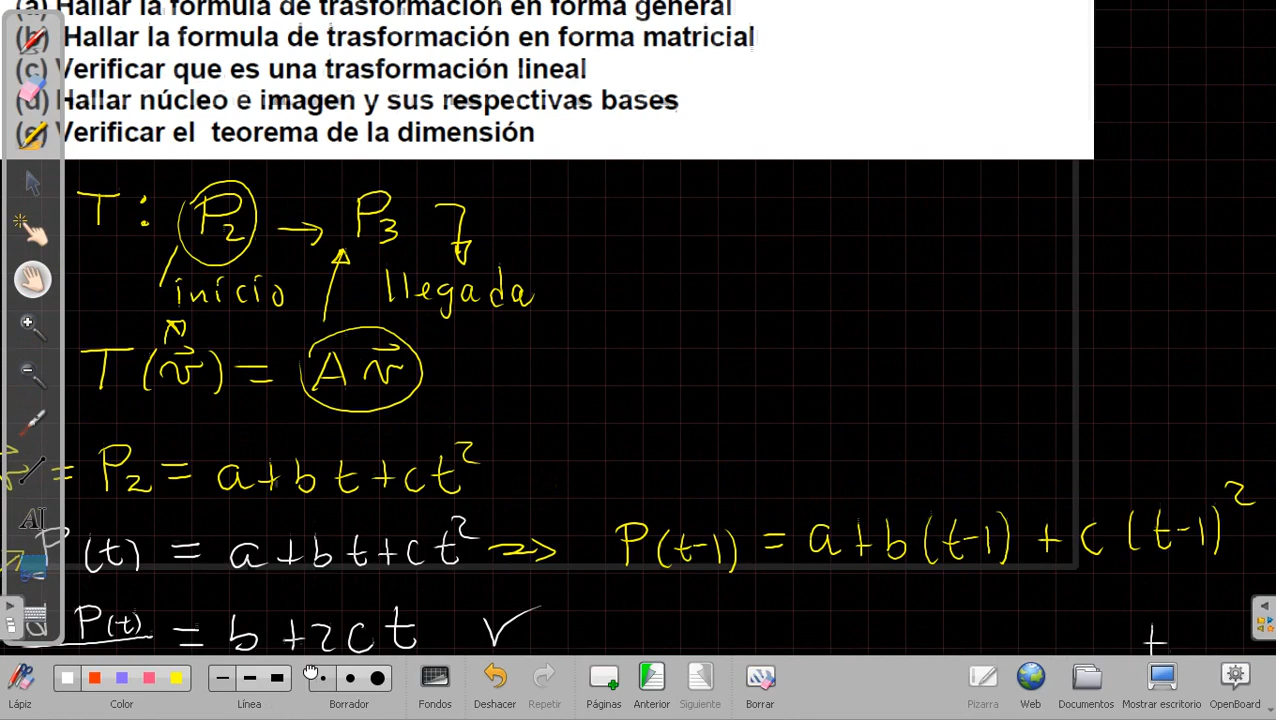 (a) Hallar la formula de trasformación en forma general
(b) Hallar la formula de trasformación en forma matricial
(c) Verificar que es una trasformación lineal
(d) Hallar núcleo e imagen y sus respectivas bases
(e) Verificar el teorema de la dimensión
T: P₂ → P₃
inicio llegada
T(v⃗) = A v⃗
= P₂ = a+bt+ct²
P(t) = a+bt+ct² => P(t-1) = a+b(t-1)+c(t-1)²
P(t) = b+2ct
Lápiz Color Línea Borrador Fondos Deshacer Repetir Páginas Anterior Siguiente Borrar Pizarra Web Documentos Mostrar escritorio OpenBoard